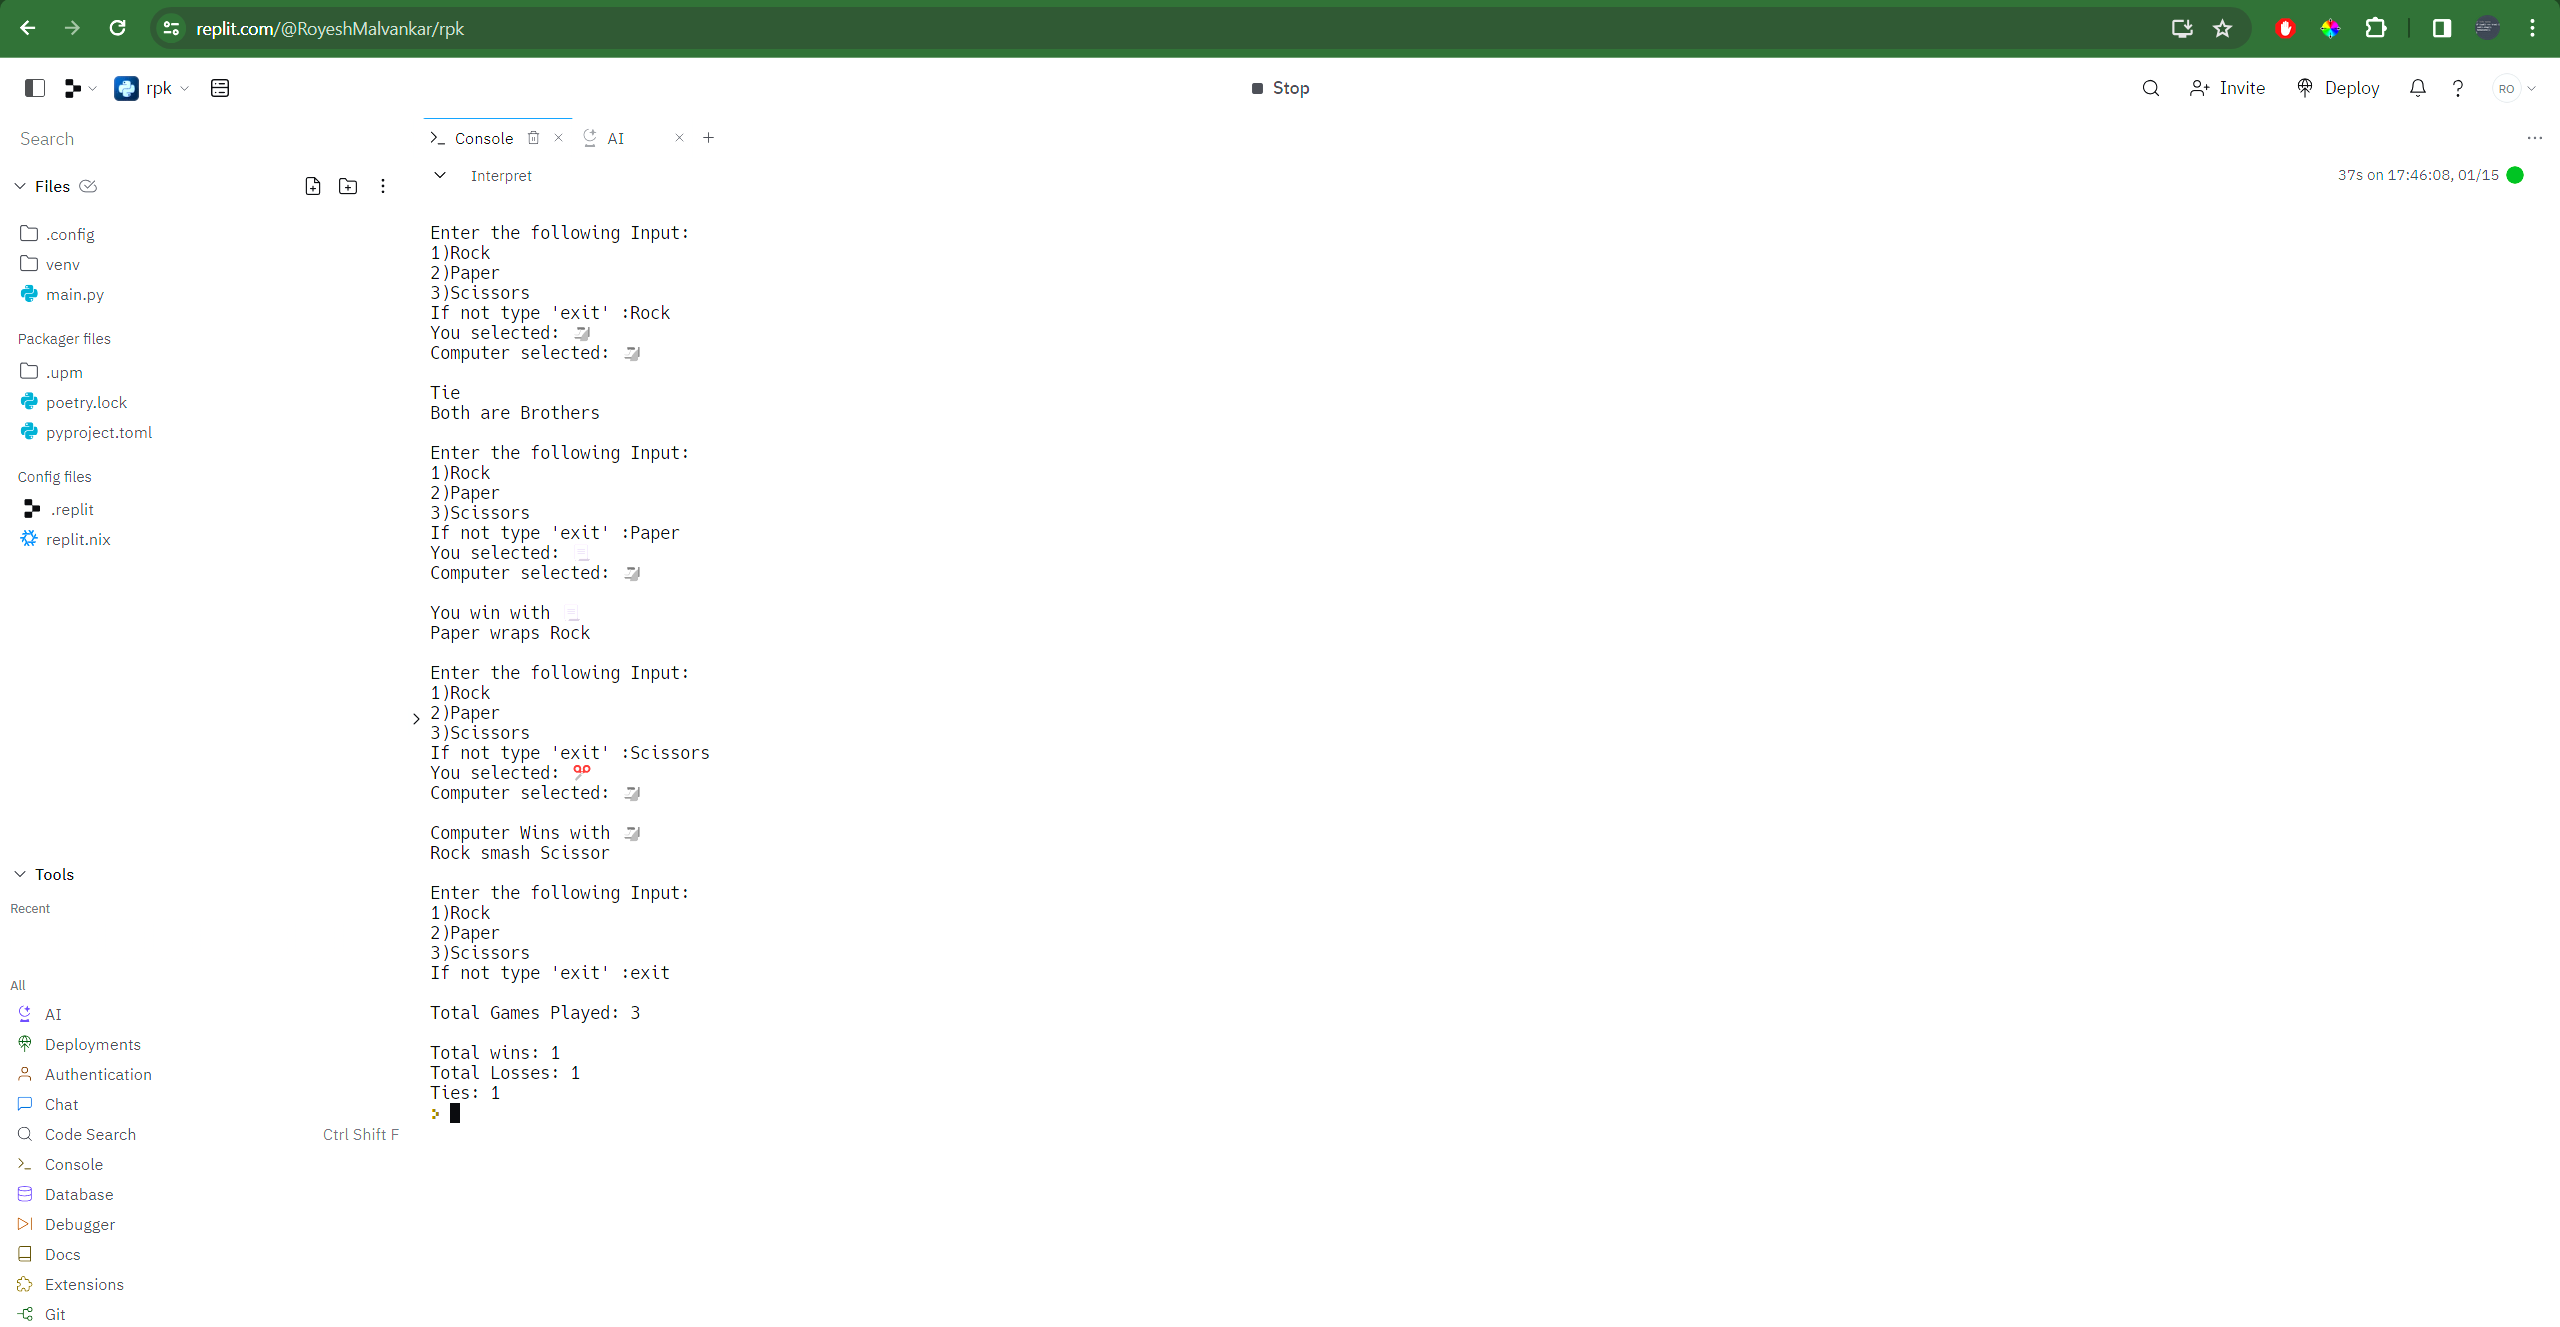 replit.com/@RoyeshMalvankar/rpk
rpk
Stop
Invite
Deploy
RO
Search
Files
.config
venv
main.py
Packager files
.upm
poetry.lock
pyproject.toml
Config files
.replit
replit.nix
Tools
Recent
All
AI
Deployments
Authentication
Chat
Code Search Ctrl Shift F
Console
Database
Debugger
Docs
Extensions
Git
Console
AI
Interpret
37s on 17:46:08, 01/15
Enter the following Input:
1)Rock
2)Paper
3)Scissors
If not type 'exit' :Rock
You selected:
Computer selected:
Tie
Both are Brothers
Enter the following Input:
1)Rock
2)Paper
3)Scissors
If not type 'exit' :Paper
You selected:
Computer selected:
You win with
Paper wraps Rock
Enter the following Input:
1)Rock
2)Paper
3)Scissors
If not type 'exit' :Scissors
You selected:
Computer selected:
Computer Wins with
Rock smash Scissor
Enter the following Input:
1)Rock
2)Paper
3)Scissors
If not type 'exit' :exit
Total Games Played: 3
Total wins: 1
Total Losses: 1
Ties: 1